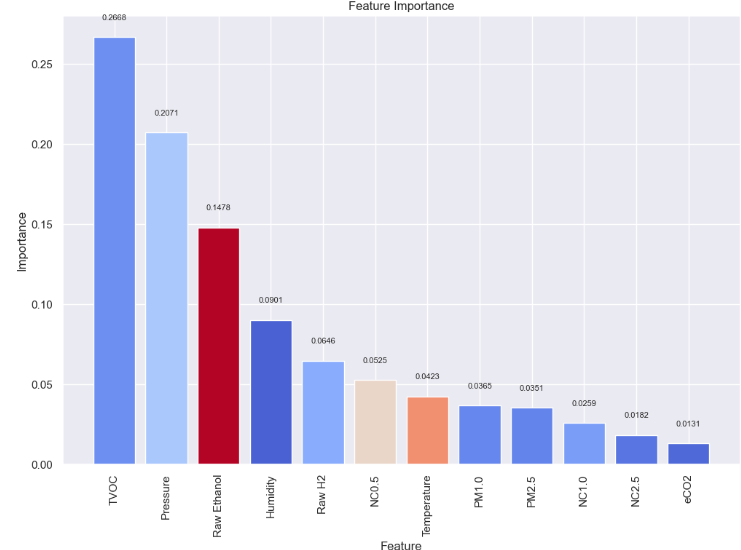 Feature Importance
0.2668
0.2071
0.1478
0.0901
0.0646
0.0525
0.0423
0.0365
0.0351
0.0259
0.0182
0.0131
0.25
0.20
0.15
0.10
0.05
0.00
Importance
TVOC
Pressure
Raw Ethanol
Humidity
Raw H2
NC0.5
Temperature
PM1.0
PM2.5
NC1.0
NC2.5
eCO2
Feature